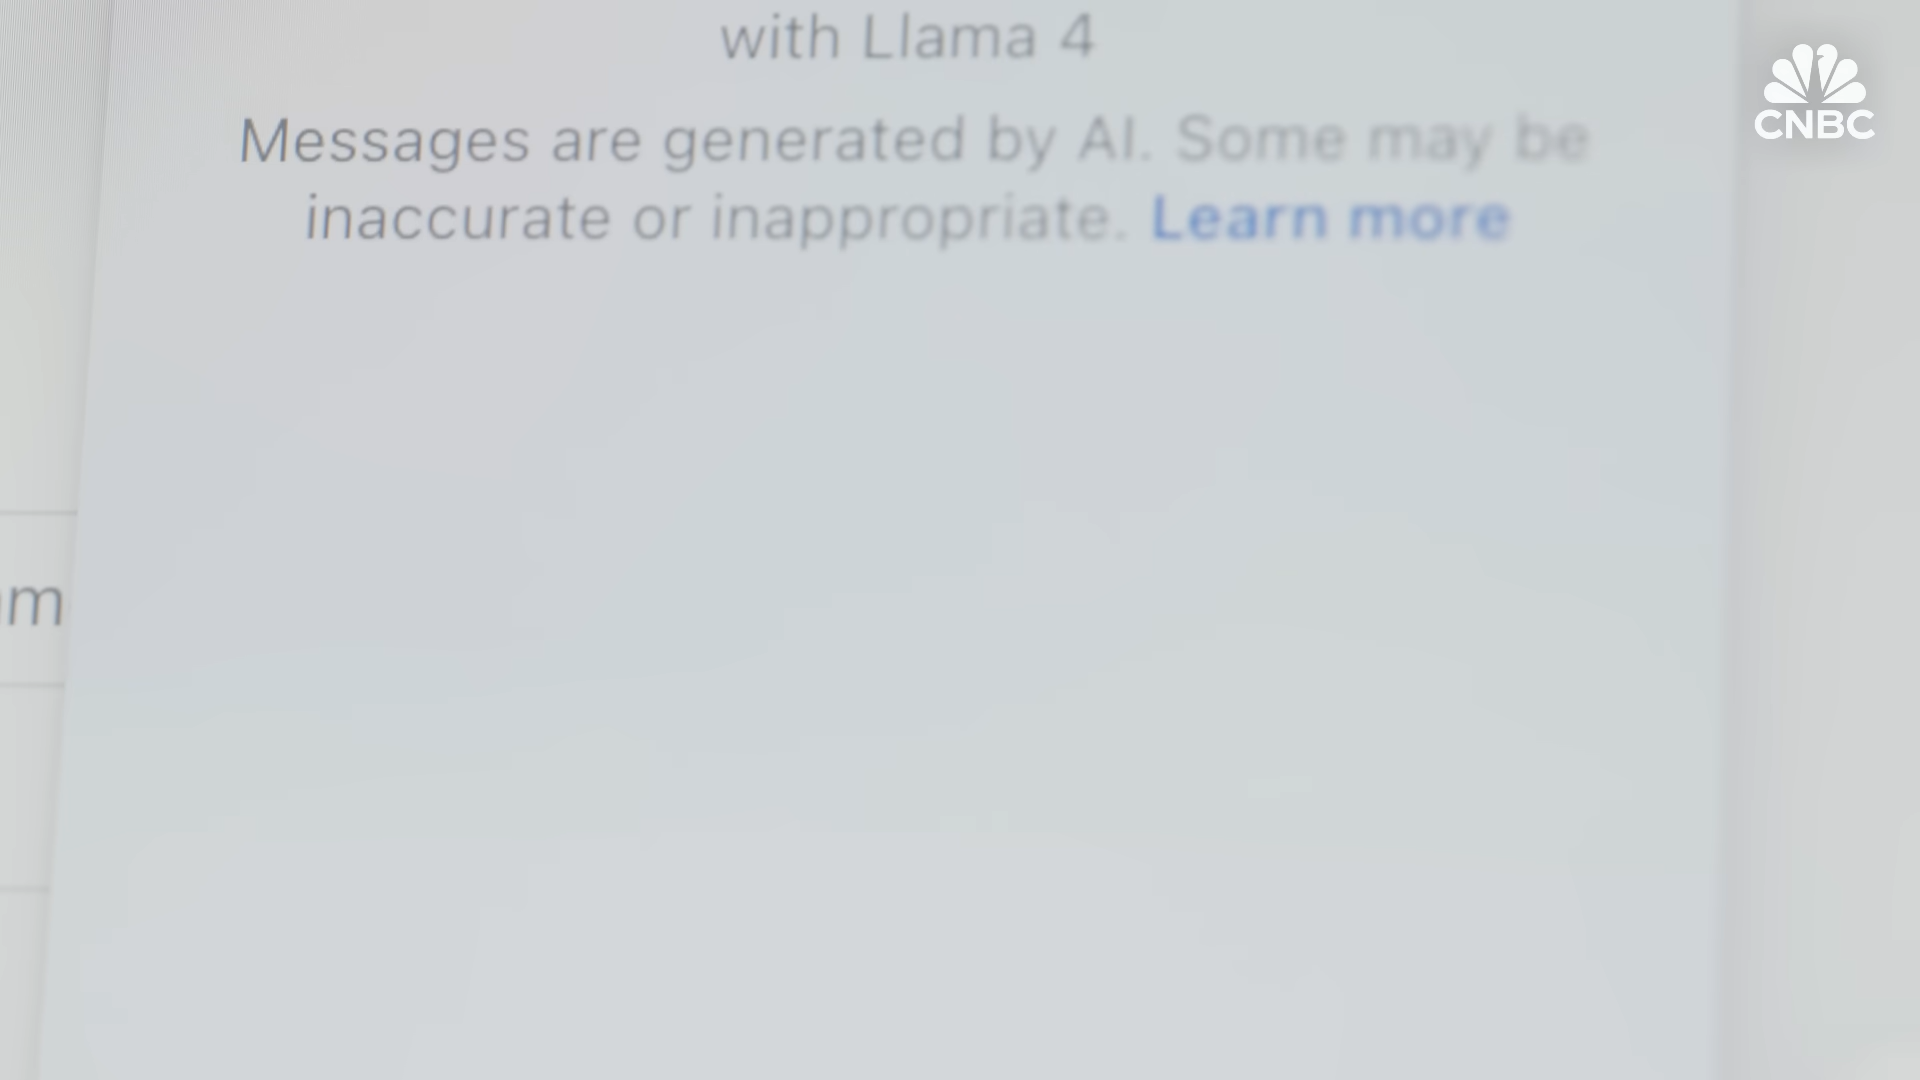 with Llama 4
CNBC
Messages are generated by AI. Some may be
inaccurate or inappropriate. Learn more